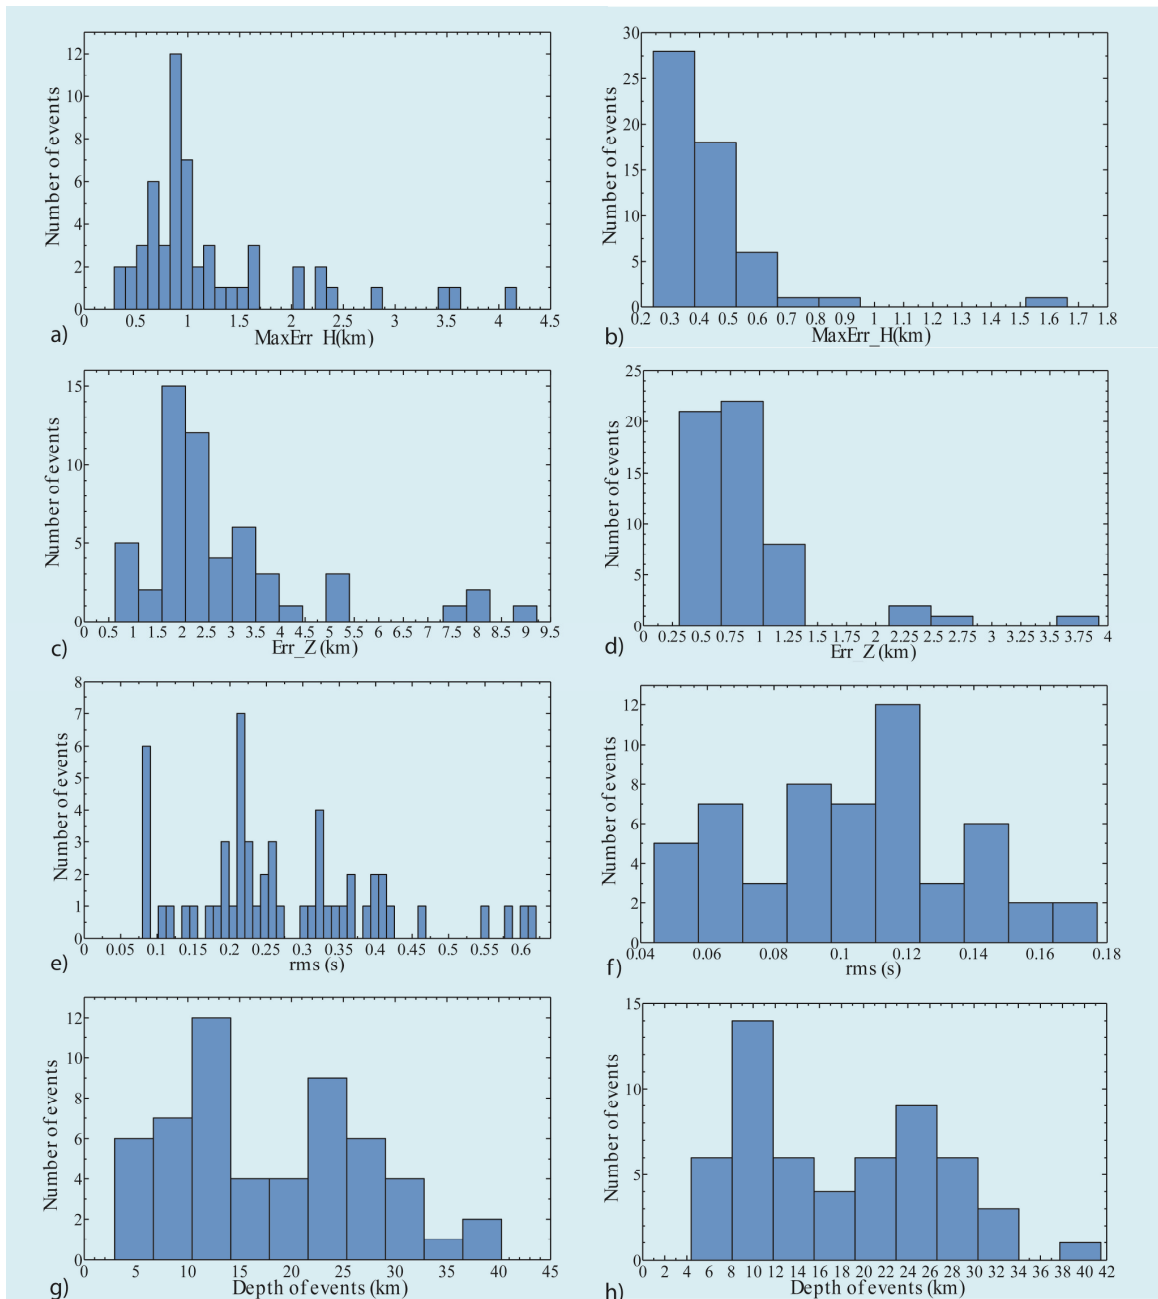 12
10
8
6
4
2
0
Number of events
0 0.5 1 1.5 2 2.5 3 3.5 4 4.5
MaxErr H(km)
a)
30
25
20
15
10
5
0
Number of events
0.2 0.3 0.4 0.5 0.6 0.7 0.8 0.9 1 1.1 1.2 1.3 1.4 1.5 1.6 1.7 1.8
MaxErr_H(km)
b)
15
10
5
0
Number of events
0 0.5 1 1.5 2 2.5 3 3.5 4 4.5 5 5.5 6 6.5 7 7.5 8 8.5 9 9.5
Err_Z (km)
c)
25
20
15
10
5
0
Number of events
0 0.25 0.5 0.75 1 1.25 1.5 1.75 2 2.25 2.5 2.75 3 3.25 3.5 3.75 4
Err_Z (km)
d)
8
7
6
5
4
3
2
1
0
Number of events
0 0.05 0.1 0.15 0.2 0.25 0.3 0.35 0.4 0.45 0.5 0.55 0.6
rms (s)
e)
12
10
8
6
4
2
0
Number of events
0.04 0.06 0.08 0.1 0.12 0.14 0.16 0.18
rms (s)
f)
12
10
8
6
4
2
0
Number of events
0 5 10 15 20 25 30 35 40 45
Depth of events (km)
g)
15
10
5
0
Number of events
0 2 4 6 8 10 12 14 16 18 20 22 24 26 28 30 32 34 36 38 40 42
Depth of events (km)
h)